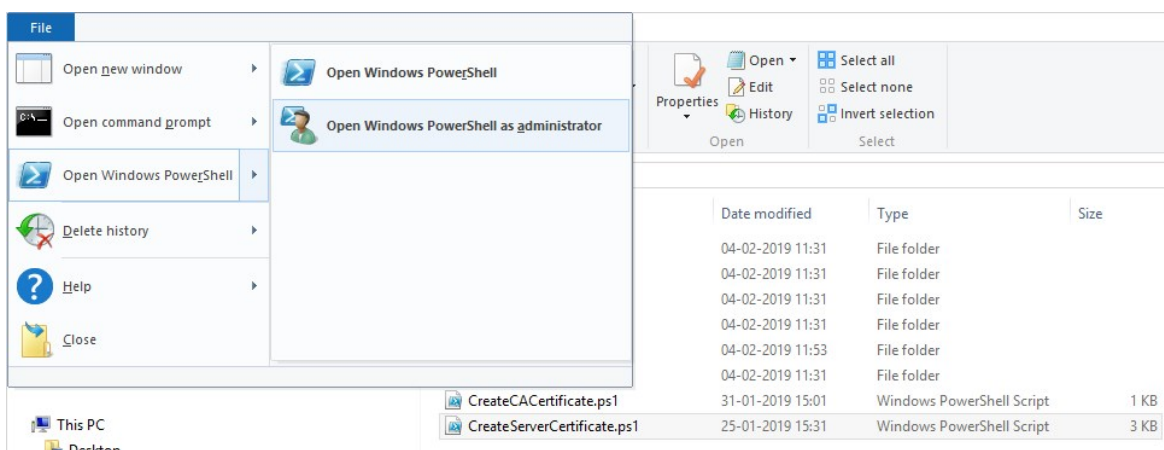 File
Open new window
Open command prompt
Open Windows PowerShell
Delete history
Help
Close
Open Windows PowerShell
Open Windows PowerShell as administrator
Properties
Open
Edit
History
Open
Select all
Select none
Invert selection
Select
Date modified Type Size
04-02-2019 11:31 File folder
04-02-2019 11:31 File folder
04-02-2019 11:31 File folder
04-02-2019 11:31 File folder
04-02-2019 11:53 File folder
04-02-2019 11:31 File folder
CreateCACertificate.ps1 31-01-2019 15:01 Windows PowerShell Script 1 KB
CreateServerCertificate.ps1 25-01-2019 15:31 Windows PowerShell Script 3 KB
This PC
Desktop